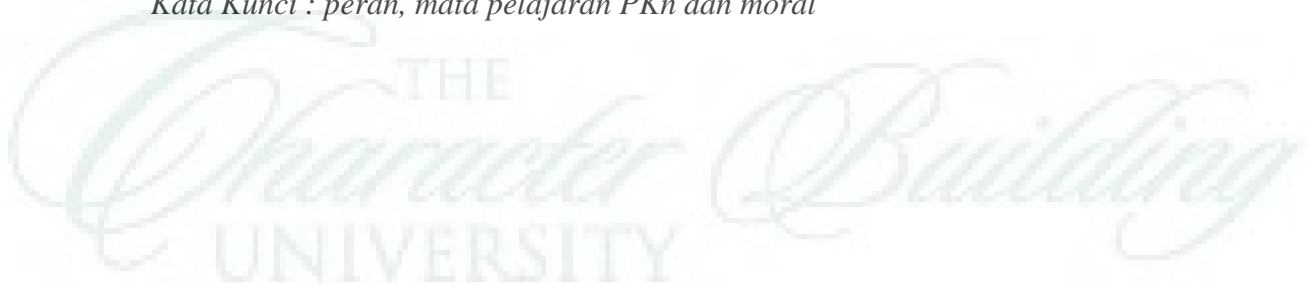 Kata Kunci : peran, mata pelajaran PKn dan moral
THE
Character Building
UNIVERSITY